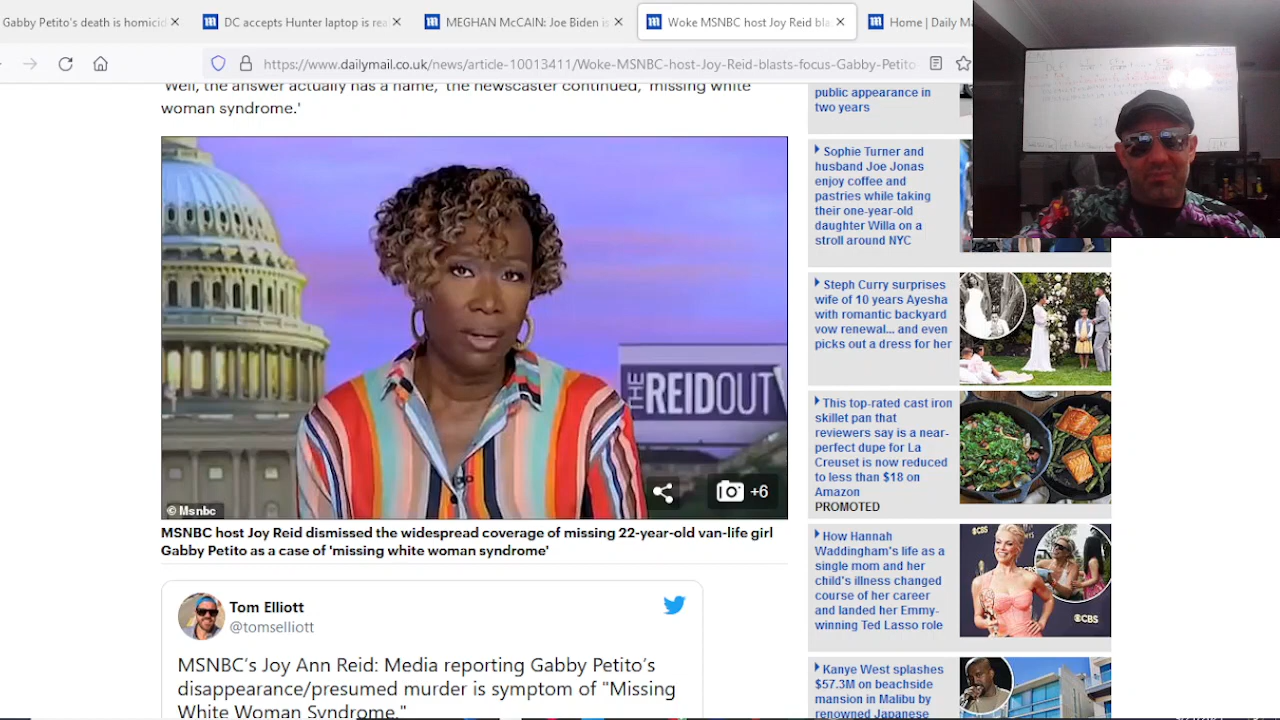 Gabby Petito's death is homicid
DC accepts Hunter laptop is rea
MEGHAN McCAIN: Joe Biden is
Woke MSNBC host Joy Reid bla
Home | Daily Ma
https://www.dailymail.co.uk/news/article-10013411/Woke-MSNBC-host-Joy-Reid-blasts-focus-Gabby-Petito
'Well, the answer actually has a name,' the newscaster continued, 'missing white
woman syndrome.'
THE REIDOUT
+6
© Msnbc
MSNBC host Joy Reid dismissed the widespread coverage of missing 22-year-old van-life girl
Gabby Petito as a case of 'missing white woman syndrome'
Tom Elliott
@tomselliott
MSNBC's Joy Ann Reid: Media reporting Gabby Petito's
disappearance/presumed murder is symptom of "Missing
White Woman Syndrome."
public appearance in
two years
Sophie Turner and
husband Joe Jonas
enjoy coffee and
pastries while taking
their one-year-old
daughter Willa on a
stroll around NYC
Steph Curry surprises
wife of 10 years Ayesha
with romantic backyard
vow renewal... and even
picks out a dress for her
This top-rated cast iron
skillet pan that
reviewers say is a near-
perfect dupe for La
Creuset is now reduced
to less than $18 on
Amazon
PROMOTED
How Hannah
Waddingham's life as a
single mom and her
child's illness changed
course of her career
and landed her Emmy-
winning Ted Lasso role
CBS
CBS
Kanye West splashes
$57.3M on beachside
mansion in Malibu by
renowned Japanese